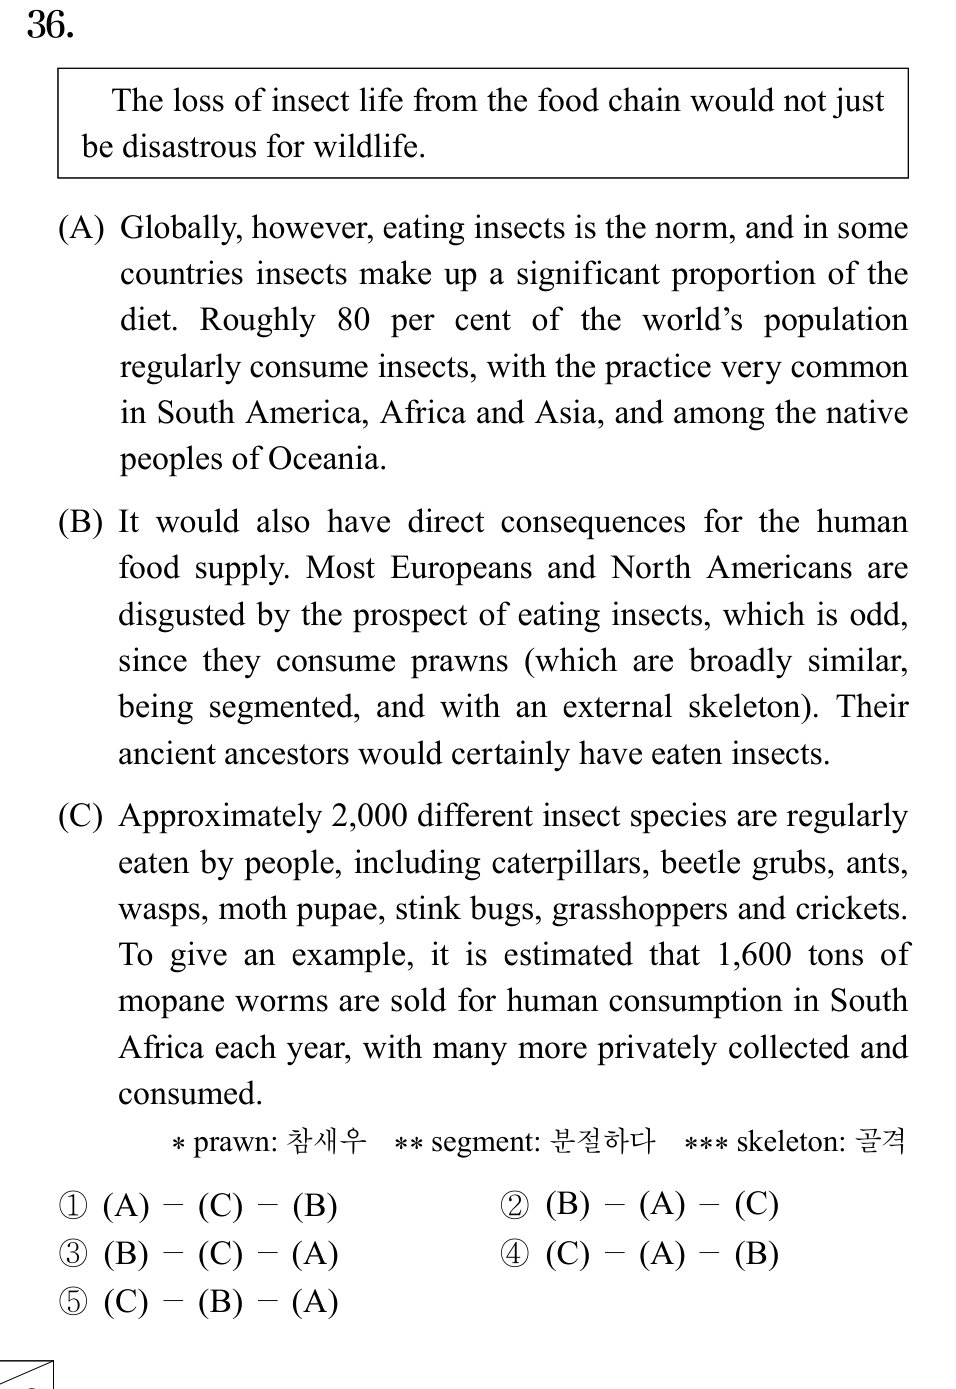 36.
The loss of insect life from the food chain would not just
be disastrous for wildlife.
(A) Globally, however, eating insects is the norm, and in some
countries insects make up a significant proportion of the
diet. Roughly 80 per cent of the world's population
regularly consume insects, with the practice very common
in South America, Africa and Asia, and among the native
peoples of Oceania.
(B) It would also have direct consequences for the human
food supply. Most Europeans and North Americans are
disgusted by the prospect of eating insects, which is odd,
since they consume prawns (which are broadly similar,
being segmented, and with an external skeleton). Their
ancient ancestors would certainly have eaten insects.
(C) Approximately 2,000 different insect species are regularly
eaten by people, including caterpillars, beetle grubs, ants,
wasps, moth pupae, stink bugs, grasshoppers and crickets.
To give an example, it is estimated that 1,600 tons of
mopane worms are sold for human consumption in South
Africa each year, with many more privately collected and
consumed.
* prawn: 참새우 ** segment: 분절하다 *** skeleton: 골격
① (A) － (C) － (B) ② (B) － (A) － (C)
③ (B) － (C) － (A) ④ (C) － (A) － (B)
⑤ (C) － (B) － (A)